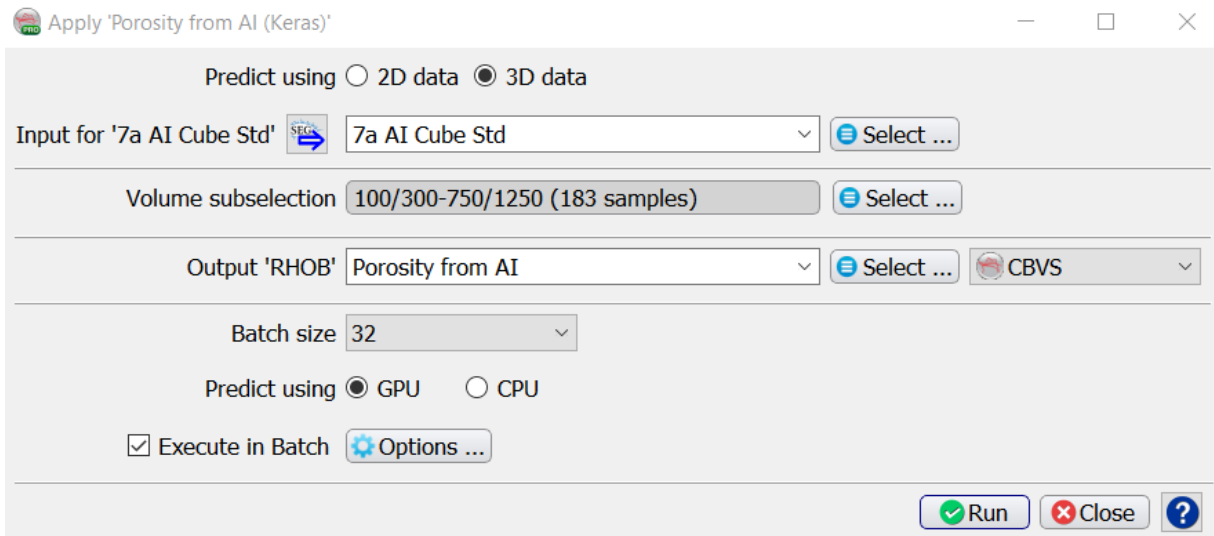 Apply 'Porosity from AI (Keras)'
PRO
Predict using 2D data 3D data
Input for '7a AI Cube Std' SEG 7a AI Cube Std Select ...
Volume subselection 100/300-750/1250 (183 samples) Select ...
Output 'RHOB' Porosity from AI Select ... CBVS
Batch size 32
Predict using GPU CPU
Execute in Batch Options ...
Run Close ?